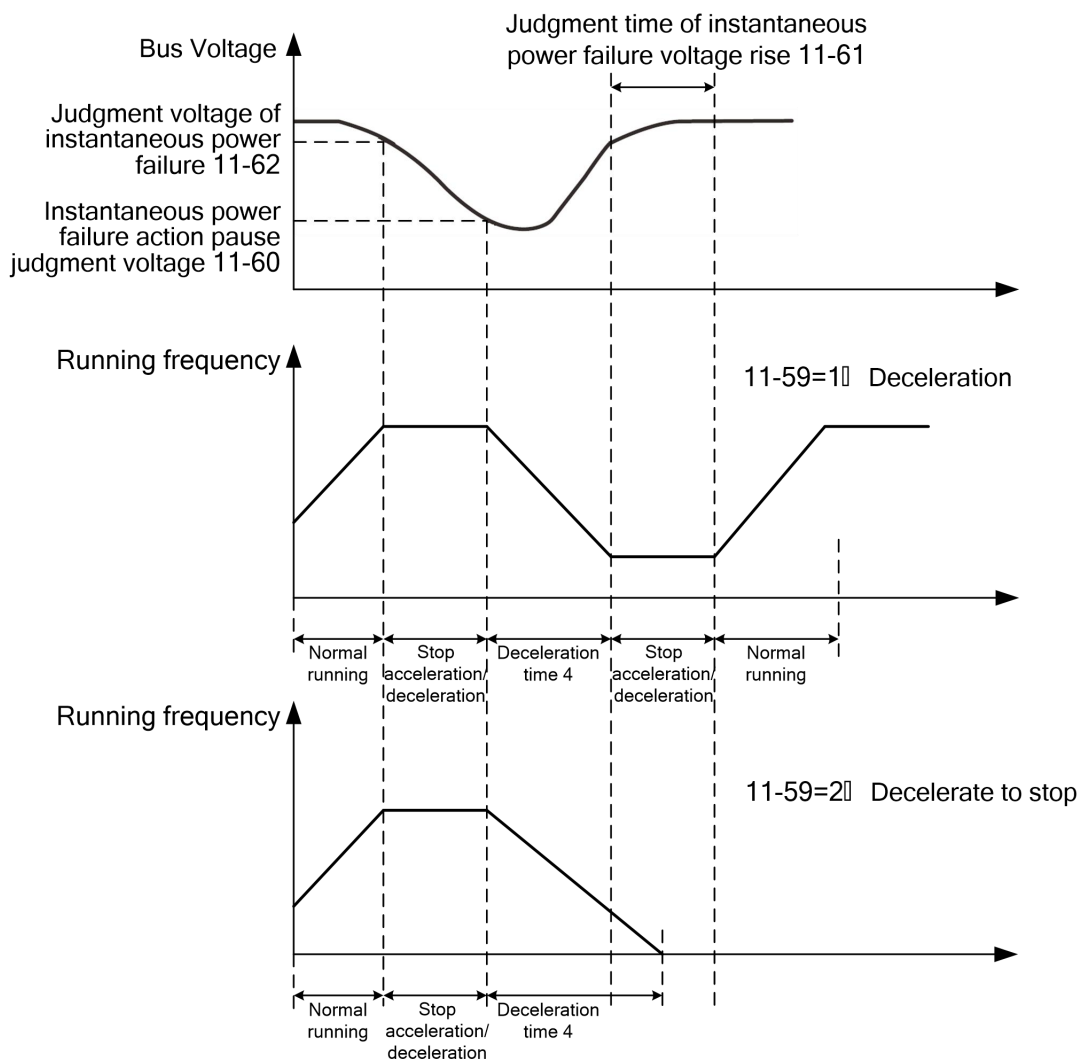 Judgment time of instantaneous
power failure voltage rise 11-61
Bus Voltage
Judgment voltage of
instantaneous power
failure 11-62
Instantaneous power
failure action pause
judgment voltage 11-60
Running frequency
11-59=1▯ Deceleration
Normal
running
Stop
acceleration/
deceleration
Deceleration
time 4
Stop
acceleration/
deceleration
Normal
running
Running frequency
11-59=2▯ Decelerate to stop
Normal
running
Stop
acceleration/
deceleration
Deceleration
time 4